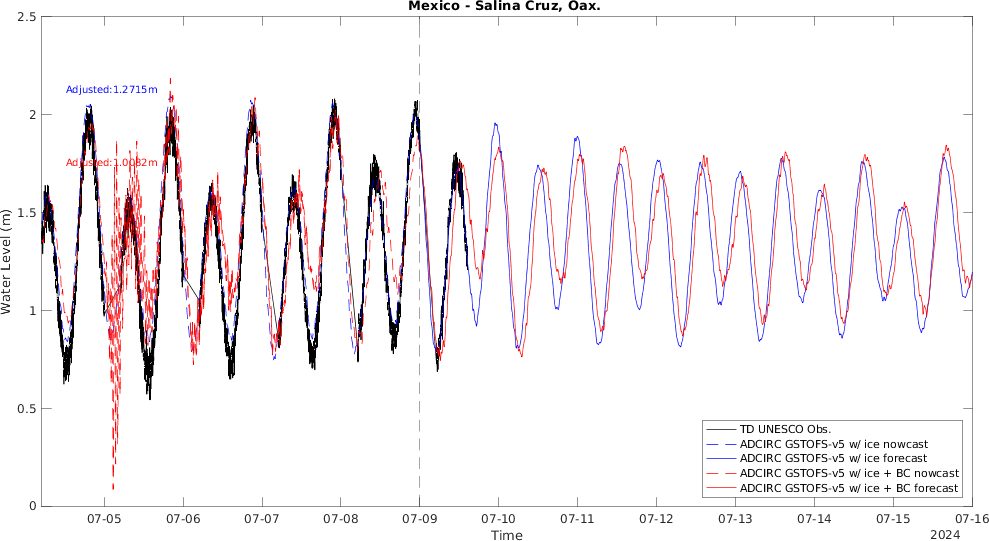 Mexico - Salina Cruz, Oax.
2.5
2
1.5
1
0.5
0
Water Level (m)
Adjusted:1.2715m
Adjusted:1.0082m
TD UNESCO Obs.
ADCIRC GSTOFS-v5 w/ ice nowcast
ADCIRC GSTOFS-v5 w/ ice forecast
ADCIRC GSTOFS-v5 w/ ice + BC nowcast
ADCIRC GSTOFS-v5 w/ ice + BC forecast
07-05 07-06 07-07 07-08 07-09 07-10 07-11 07-12 07-13 07-14 07-15 07-16
Time
2024